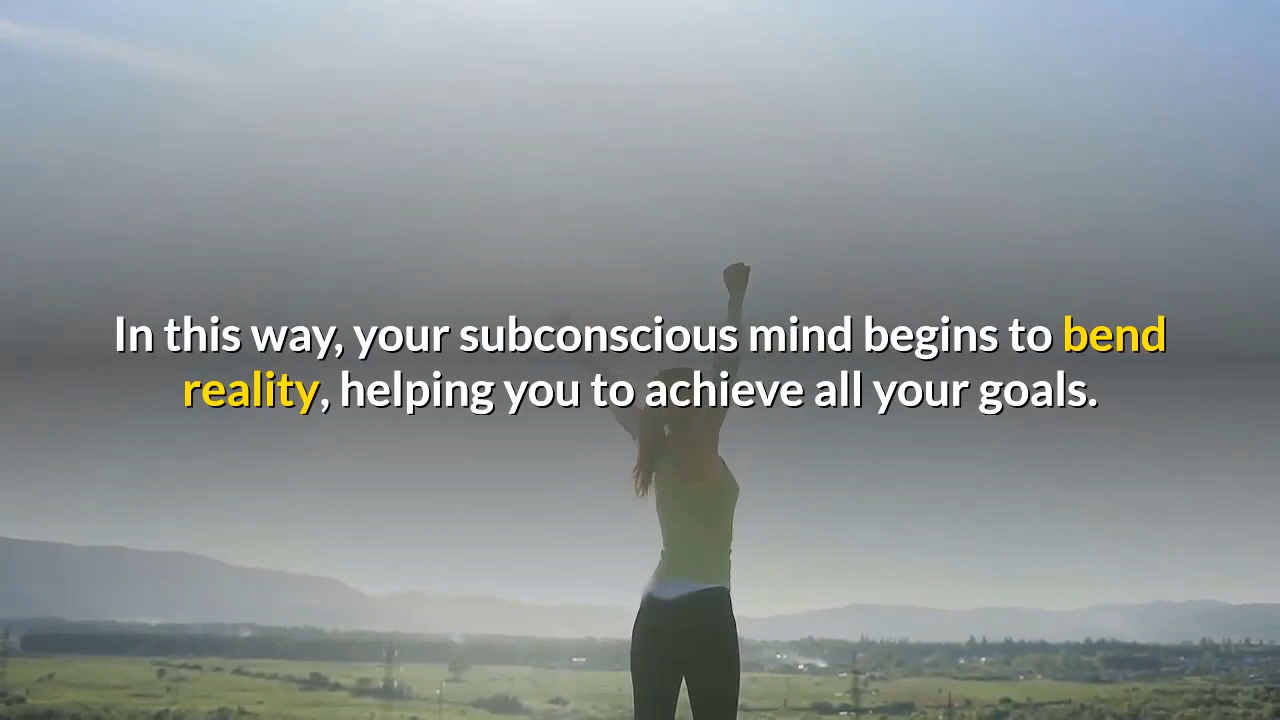 In this way, your subconscious mind begins to bend
reality, helping you to achieve all your goals.